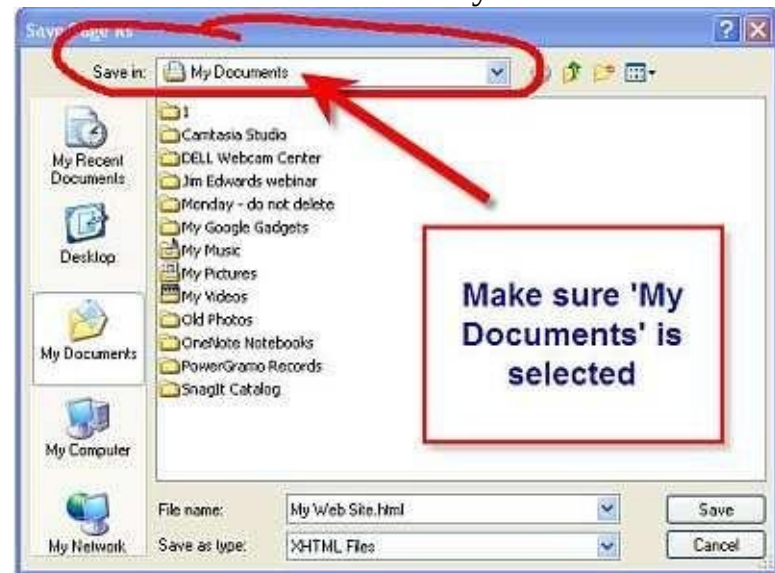 Save Page As
Save in: My Documents
1
Camtasia Studio
DELL Webcam Center
Jim Edwards webinar
Monday - do not delete
My Google Gadgets
My Music
My Pictures
My Videos
Old Photos
OneNote Notebooks
PowerGramo Records
SnagIt Catalog
My Recent
Documents
Desktop
My Documents
My Computer
My Network
Make sure 'My
Documents' is
selected
File name: My Web Site.html Save
Save as type: XHTML Files Cancel